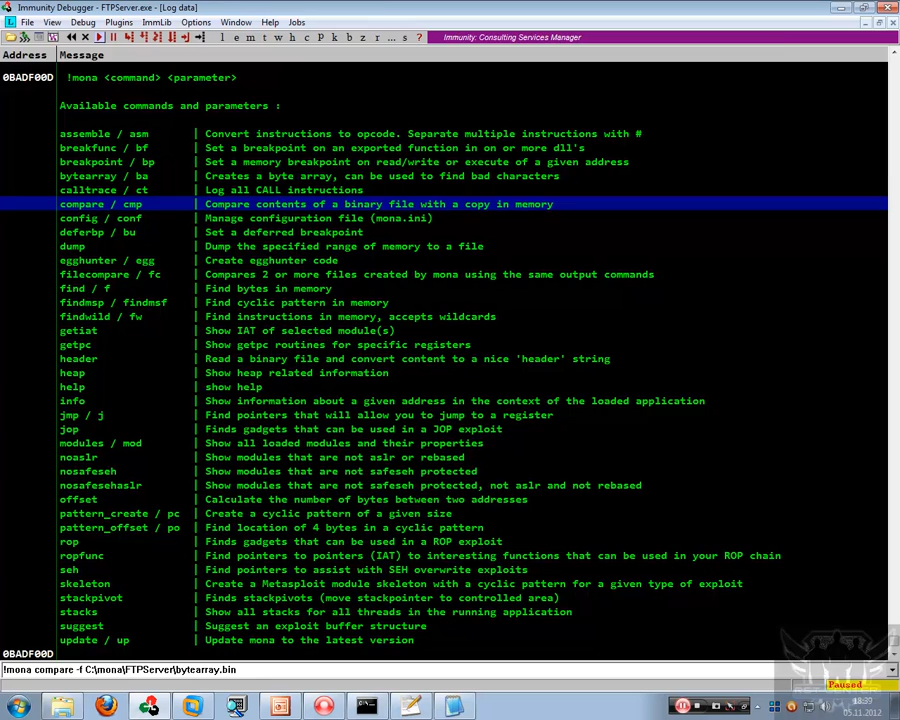 Immunity Debugger - FTPServer.exe - [Log data]
File View Debug Plugins ImmLib Options Window Help Jobs
l e m t w h c P k b z r ... s ? Immunity: Consulting Services Manager
Address Message
0BADF00D !mona <command> <parameter>
Available commands and parameters :
assemble / asm | Convert instructions to opcode. Separate multiple instructions with #
breakfunc / bf | Set a breakpoint on an exported function in on or more dll's
breakpoint / bp | Set a memory breakpoint on read/write or execute of a given address
bytearray / ba | Creates a byte array, can be used to find bad characters
calltrace / ct | Log all CALL instructions
compare / cmp | Compare contents of a binary file with a copy in memory
config / conf | Manage configuration file (mona.ini)
deferbp / bu | Set a deferred breakpoint
dump | Dump the specified range of memory to a file
egghunter / egg | Create egghunter code
filecompare / fc | Compares 2 or more files created by mona using the same output commands
find / f | Find bytes in memory
findmsp / findmsf | Find cyclic pattern in memory
findwild / fw | Find instructions in memory, accepts wildcards
getiat | Show IAT of selected module(s)
getpc | Show getpc routines for specific registers
header | Read a binary file and convert content to a nice 'header' string
heap | Show heap related information
help | show help
info | Show information about a given address in the context of the loaded application
jmp / j | Find pointers that will allow you to jump to a register
jop | Finds gadgets that can be used in a JOP exploit
modules / mod | Show all loaded modules and their properties
noaslr | Show modules that are not aslr or rebased
nosafeseh | Show modules that are not safeseh protected
nosafesehaslr | Show modules that are not safeseh protected, not aslr and not rebased
offset | Calculate the number of bytes between two addresses
pattern_create / pc | Create a cyclic pattern of a given size
pattern_offset / po | Find location of 4 bytes in a cyclic pattern
rop | Finds gadgets that can be used in a ROP exploit
ropfunc | Find pointers to pointers (IAT) to interesting functions that can be used in your ROP chain
seh | Find pointers to assist with SEH overwrite exploits
skeleton | Create a Metasploit module skeleton with a cyclic pattern for a given type of exploit
stackpivot | Finds stackpivots (move stackpointer to controlled area)
stacks | Show all stacks for all threads in the running application
suggest | Suggest an exploit buffer structure
update / up | Update mona to the latest version
0BADF00D
!mona compare -f C:\mona\FTPServer\bytearray.bin
Paused
18:39
05.11.2012